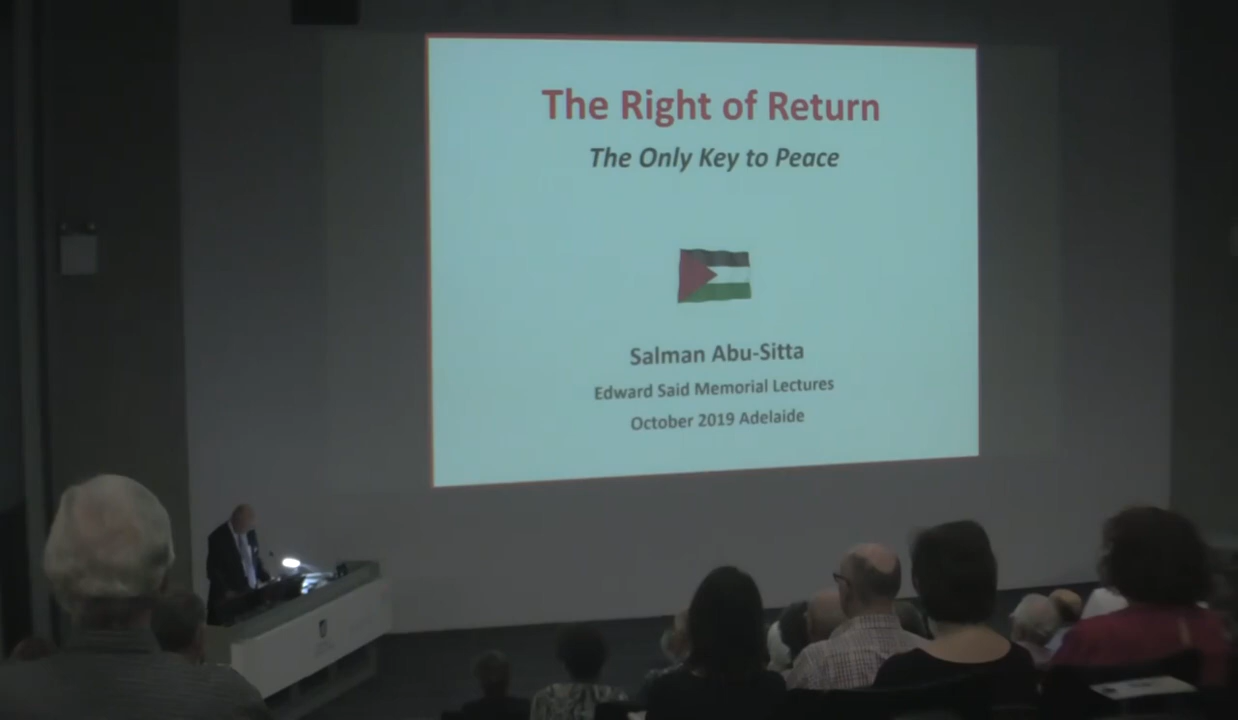 The Right of Return
The Only Key to Peace
Salman Abu-Sitta
Edward Said Memorial Lectures
October 2019 Adelaide